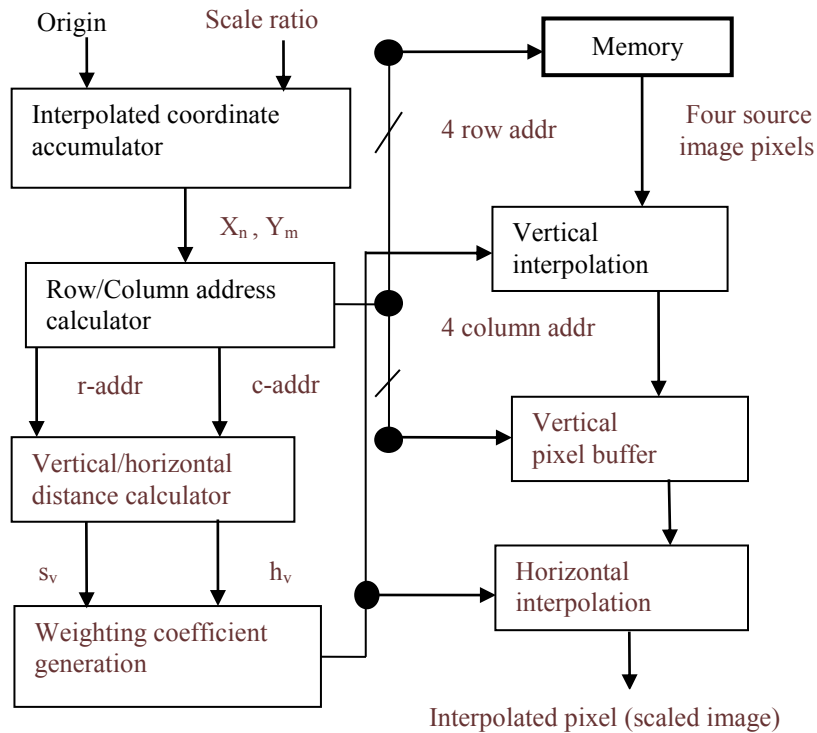 Origin
Scale ratio
Interpolated coordinate
accumulator
Xₙ , Yₘ
Row/Column address
calculator
r-addr
c-addr
Vertical/horizontal
distance calculator
sᵥ
hᵥ
Weighting coefficient
generation
4 row addr
4 column addr
Memory
Four source
image pixels
Vertical
interpolation
Vertical
pixel buffer
Horizontal
interpolation
Interpolated pixel (scaled image)